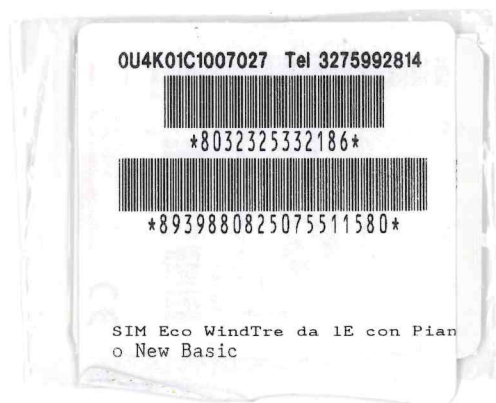 0U4K01C1007027 Tel 3275992814
*8032325332186*
*8939880825075511580*
SIM Eco WindTre da 1E con Pian
o New Basic